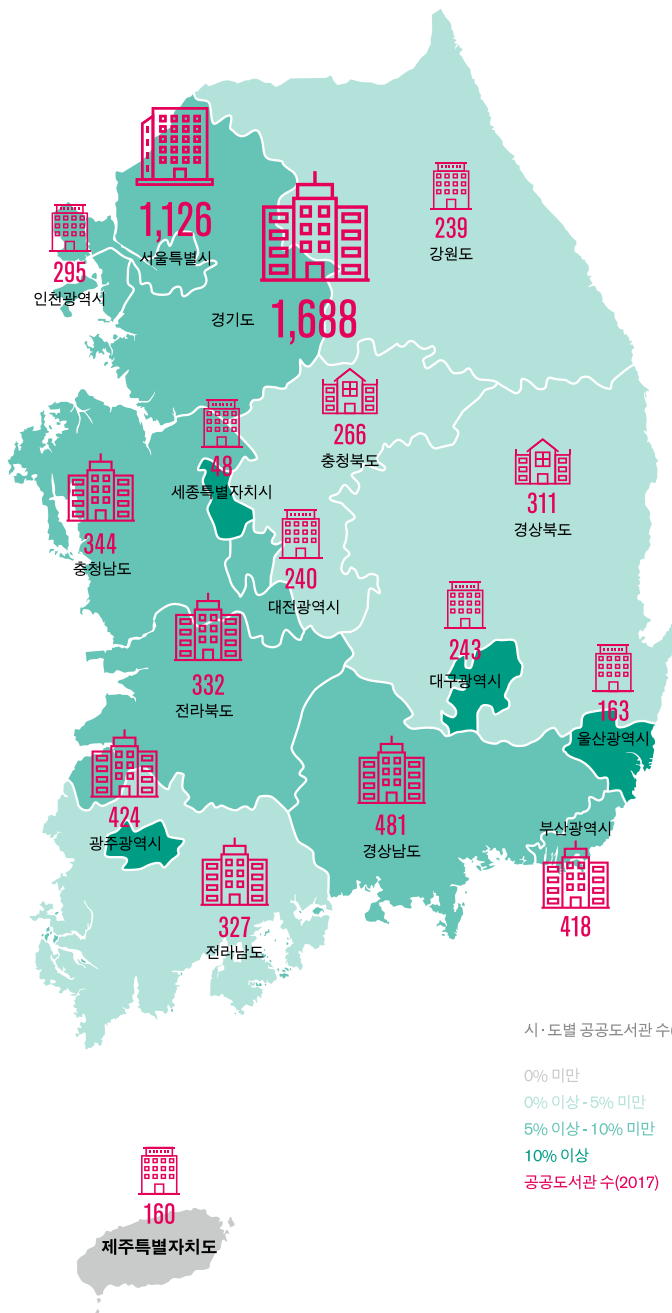 1,126
서울특별시
239
강원도
295
인천광역시
경기도
1,688
266
충청북도
48
세종특별자치시
311
경상북도
344
충청남도
240
대전광역시
243
대구광역시
332
전라북도
163
울산광역시
424
광주광역시
481
경상남도
부산광역시
418
327
전라남도
시·도별 공공도서관 수(
0% 미만
0% 이상 - 5% 미만
5% 이상 - 10% 미만
10% 이상
공공도서관 수(2017)
160
제주특별자치도